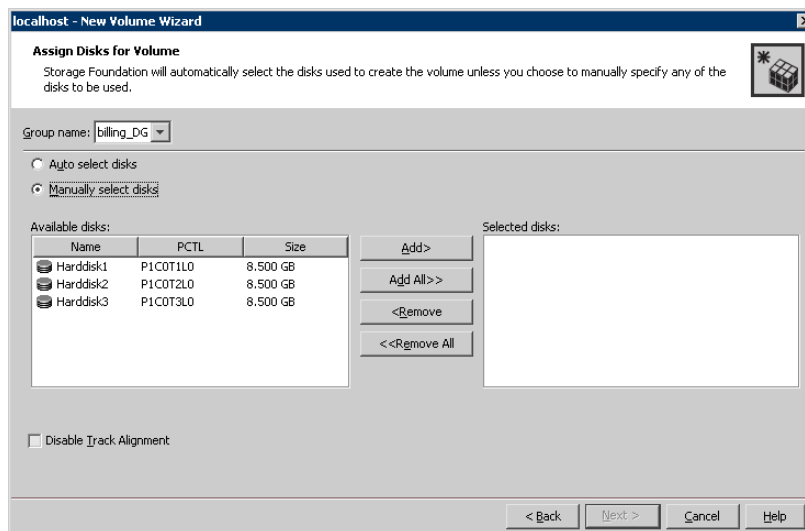 localhost - New Volume Wizard
Assign Disks for Volume
Storage Foundation will automatically select the disks used to create the volume unless you choose to manually specify any of the
disks to be used.
Group name: billing_DG
Auto select disks
Manually select disks
Available disks:
Name PCTL Size
Harddisk1 P1C0T1L0 8.500 GB
Harddisk2 P1C0T2L0 8.500 GB
Harddisk3 P1C0T3L0 8.500 GB
Add>
Add All>>
<Remove
<<Remove All
Selected disks:
Disable Track Alignment
< Back Next > Cancel Help